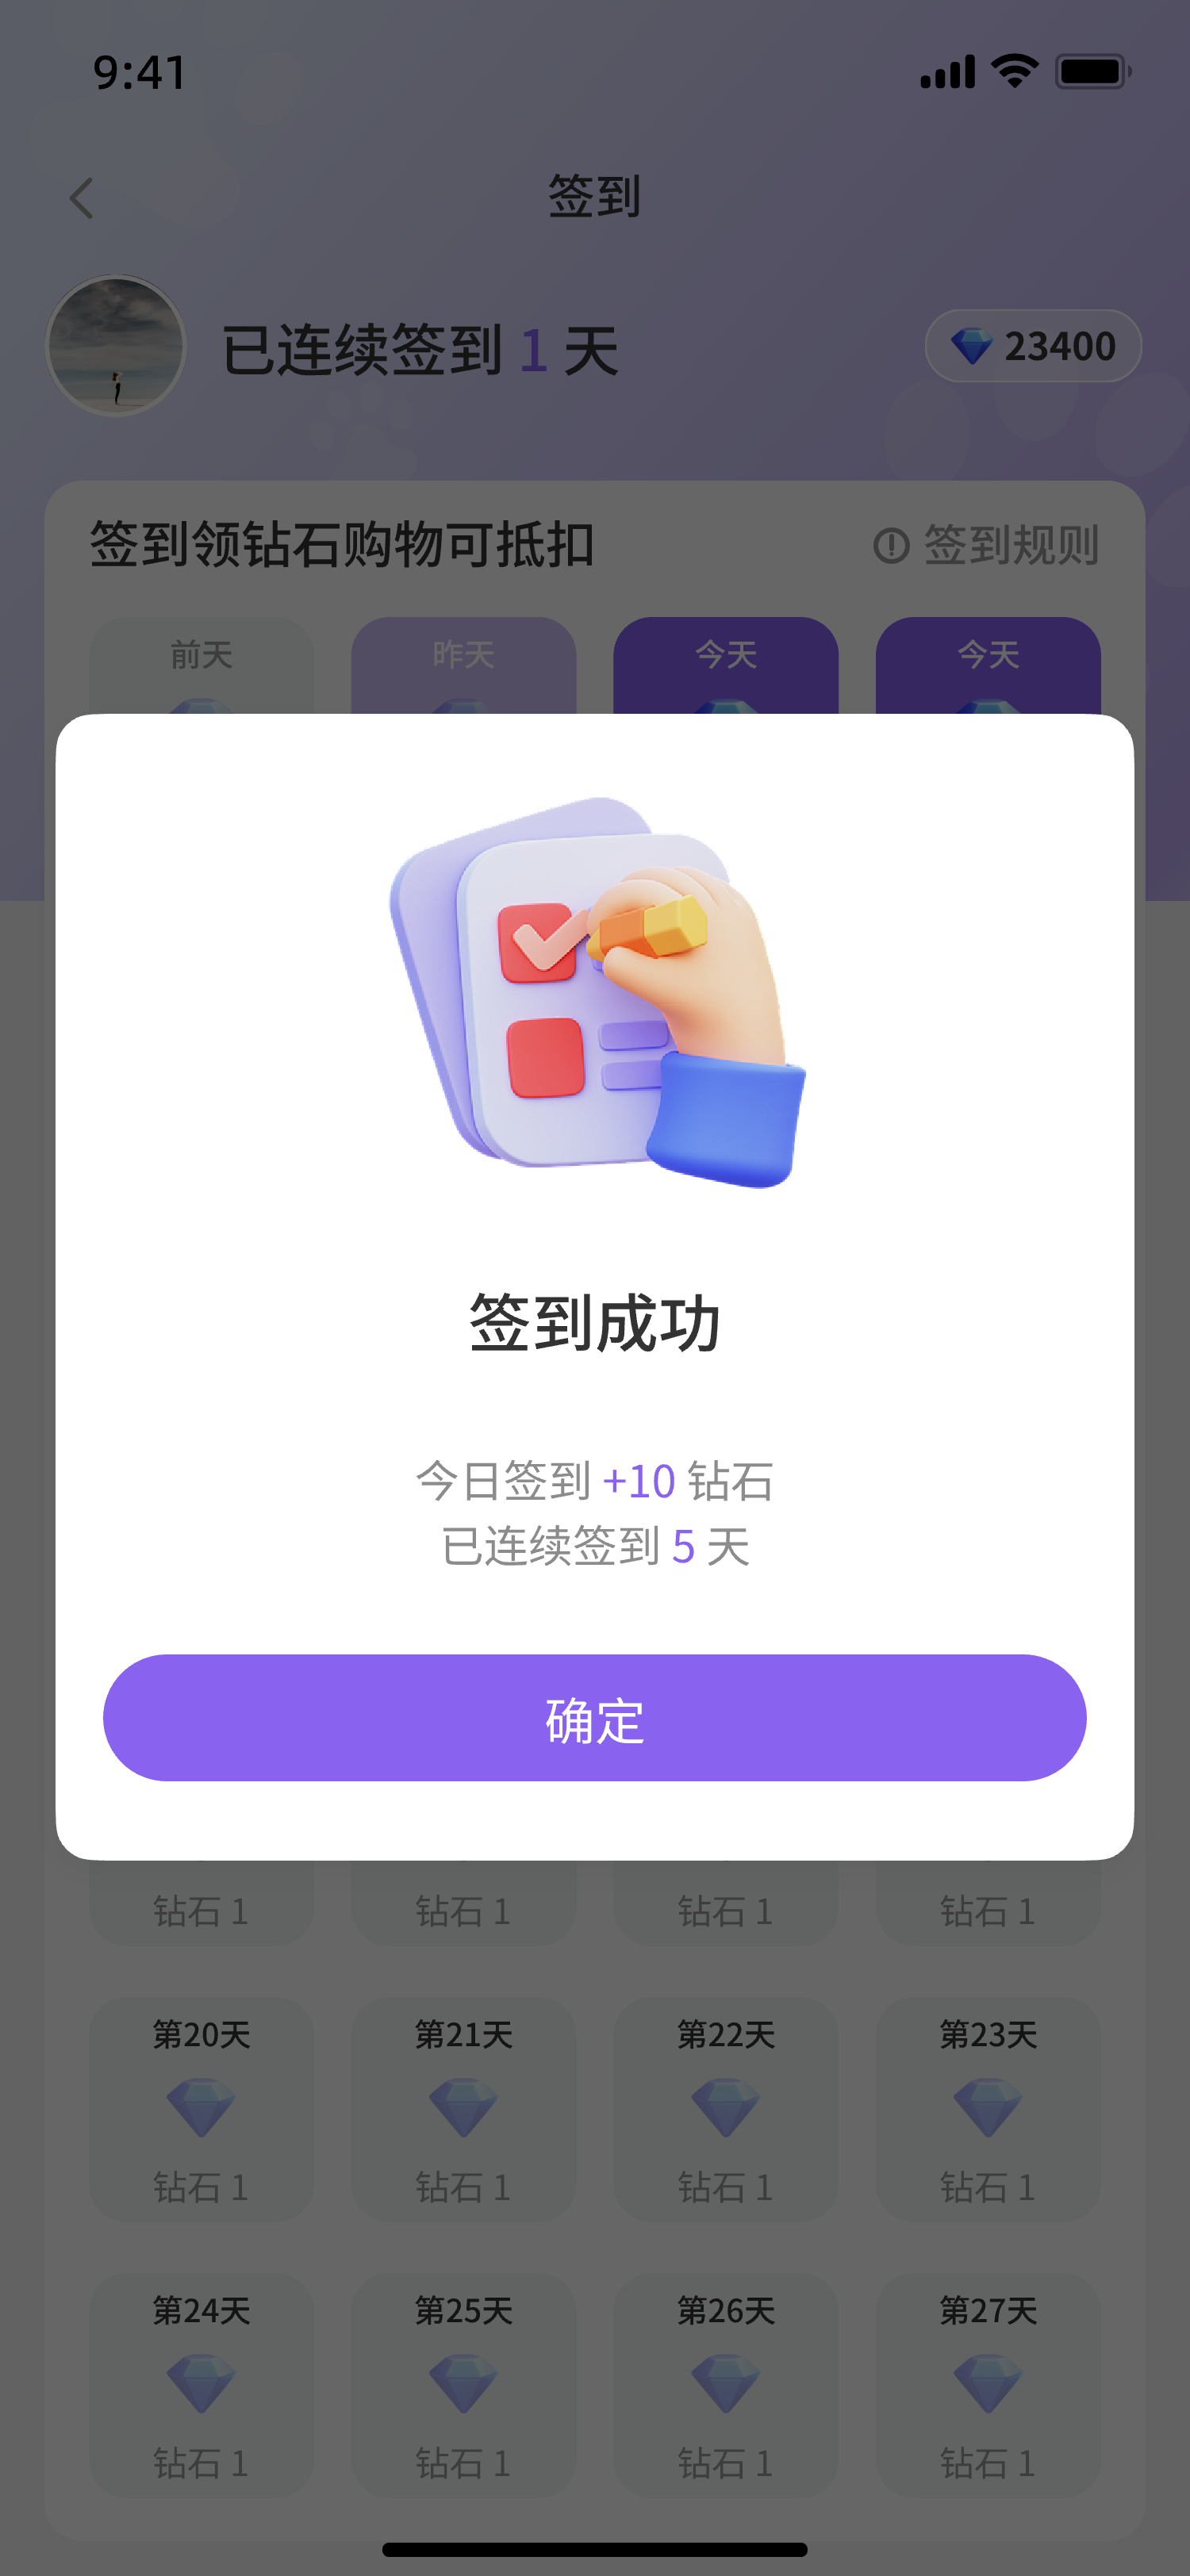 9:41
签到
已连续签到 1 天
23400
签到领钻石购物可抵扣
签到规则
前天
昨天
今天
今天
签到成功
今日签到 +10 钻石
已连续签到 5 天
确定
钻石 1
钻石 1
钻石 1
钻石 1
第20天
第21天
第22天
第23天
钻石 1
钻石 1
钻石 1
钻石 1
第24天
第25天
第26天
第27天
钻石 1
钻石 1
钻石 1
钻石 1